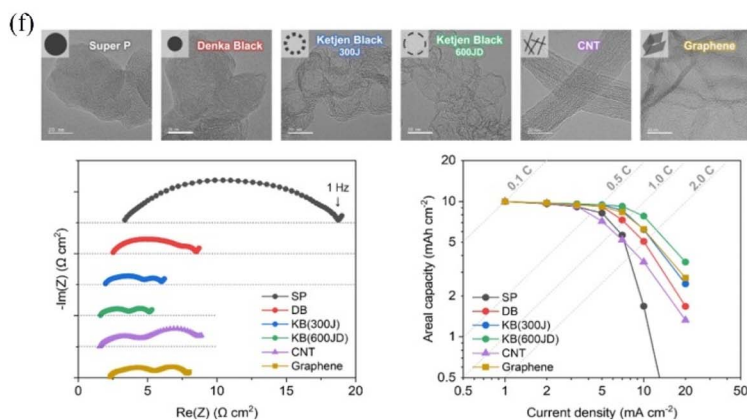 (f)
Super P
Denka Black
Ketjen Black
300J
Ketjen Black
600JD
CNT
Graphene
-Im(Z) (Ω cm²)
1 Hz
SP
DB
KB(300J)
KB(600JD)
CNT
Graphene
0 5 10 15 20
Re(Z) (Ω cm²)
Areal capacity (mAh cm⁻²)
20
10
5
1
0.5
0.1 C
0.5 C
1.0 C
2.0 C
SP
DB
KB(300J)
KB(600JD)
CNT
Graphene
0.5 1 5 10 50
Current density (mA cm⁻²)